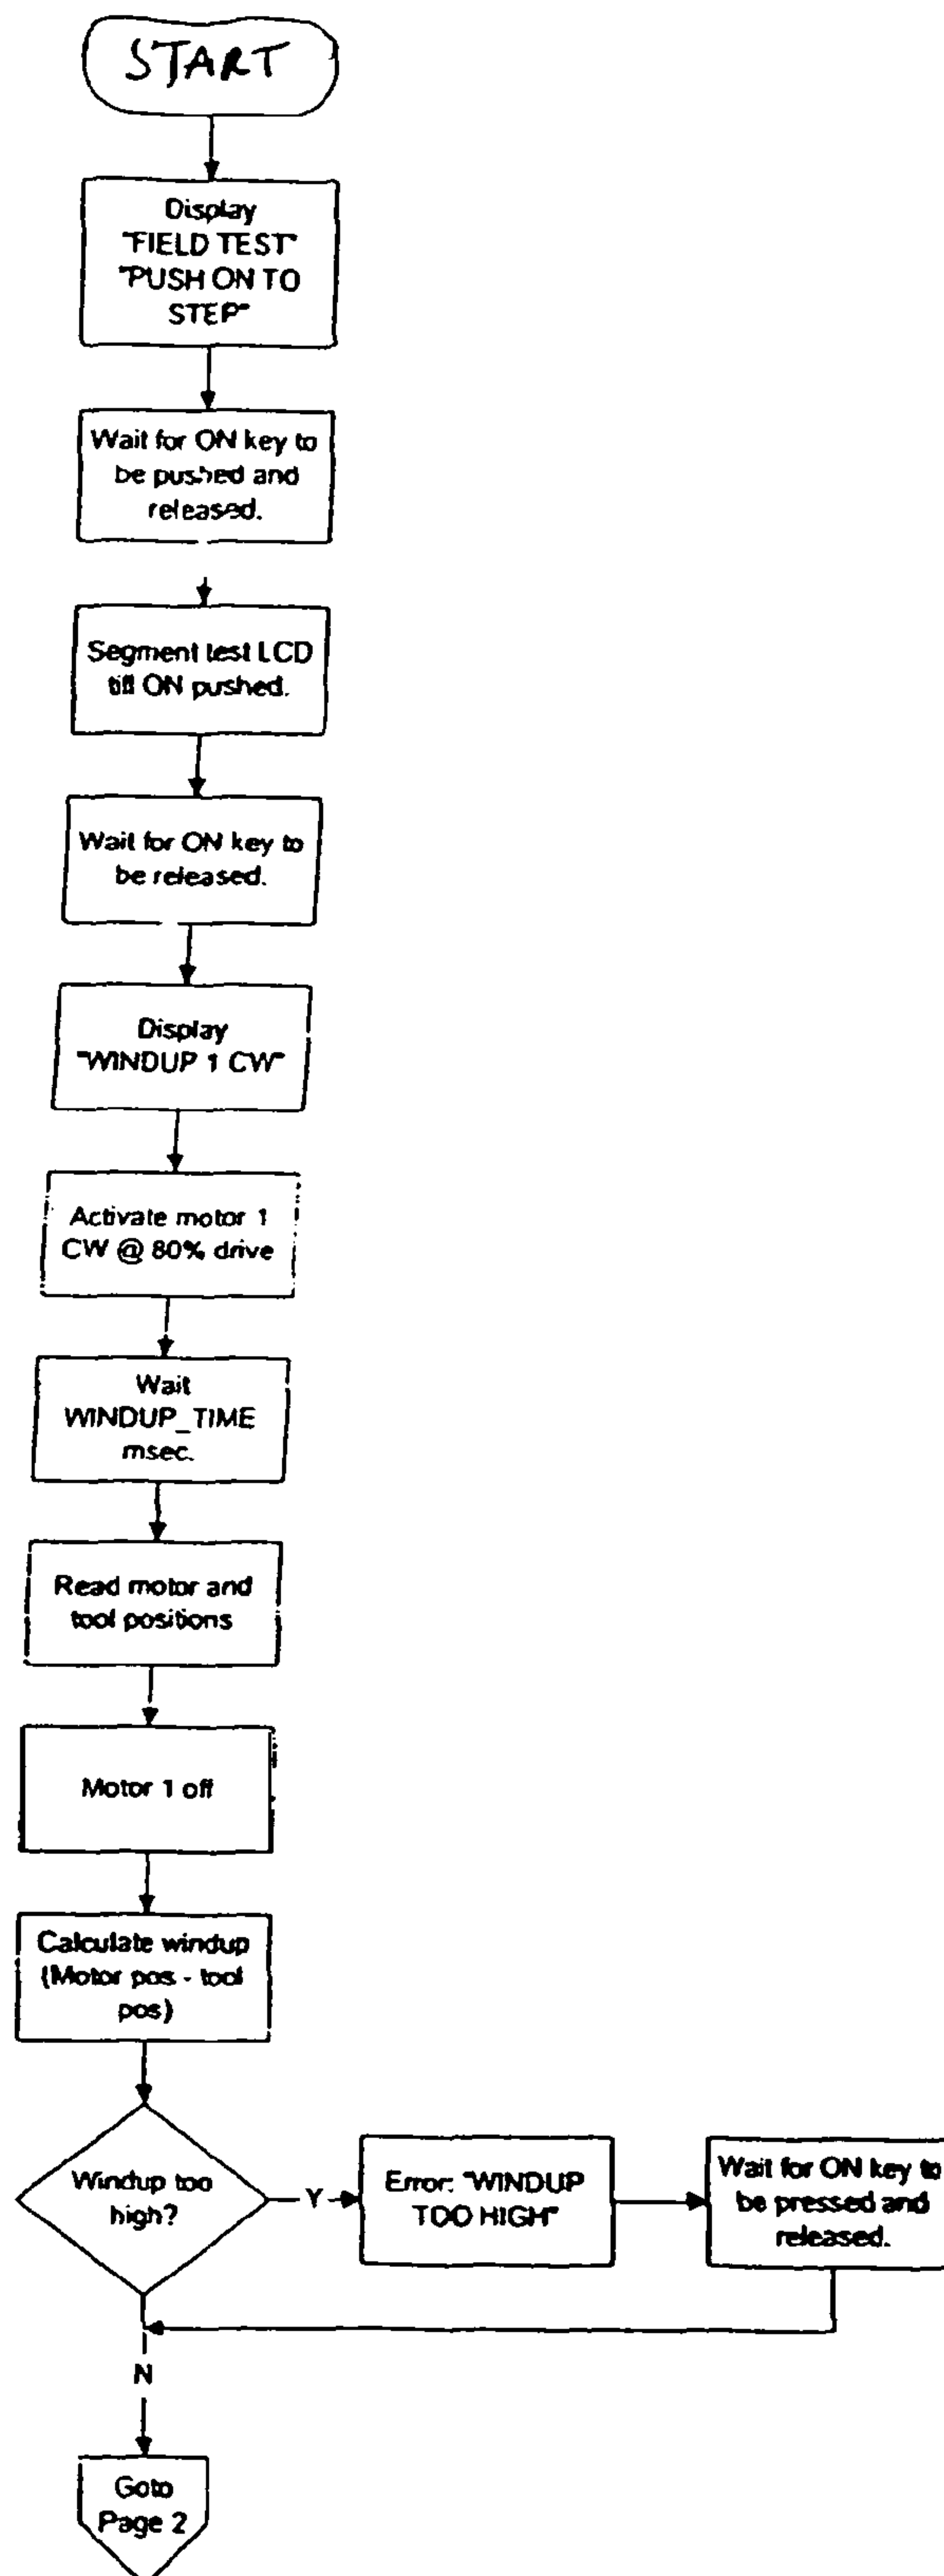 START
Display
"FIELD TEST"
"PUSH ON TO
STEP"
Wait for ON key to
be pushed and
released.
Segment test LCD
till ON pushed.
Wait for ON key to
be released.
Display
"WINDUP 1 CW"
Activate motor 1
CW @ 80% drive
Wait
WINDUP_TIME
msec.
Read motor and
tool positions
Motor 1 off
Calculate windup
(Motor pos - tool
pos)
Windup too
high?
Y
Error: "WINDUP
TOO HIGH"
Wait for ON key to
be pressed and
released.
N
Goto
Page 2